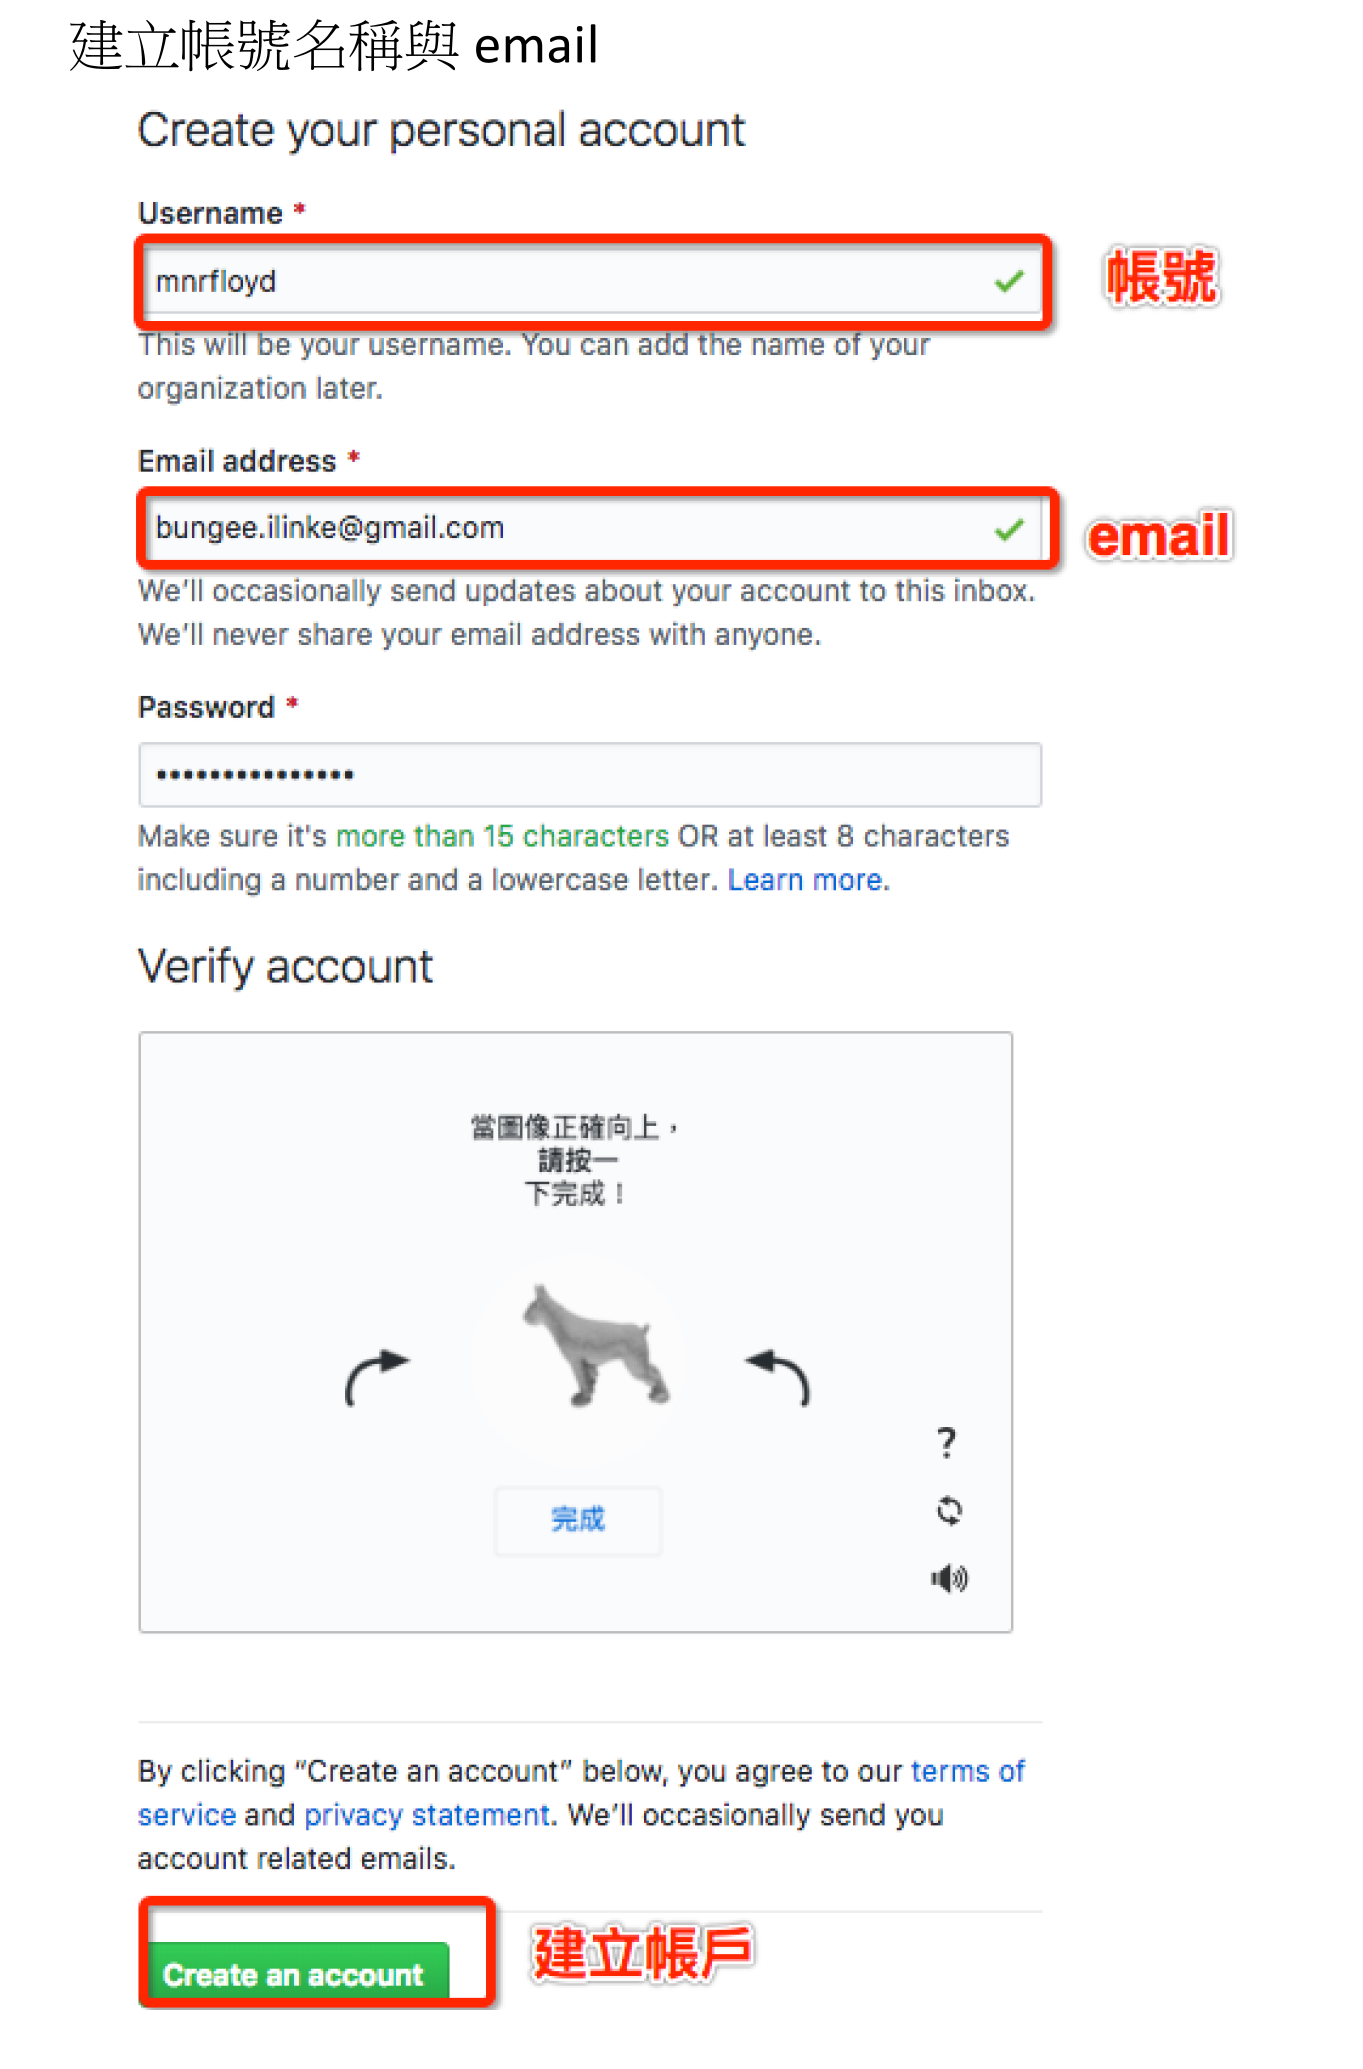 建立帳號名稱與 email
Create your personal account
Username *
mnrfloyd
帳號
This will be your username. You can add the name of your
organization later.
Email address *
bungee.ilinke@gmail.com
email
We’ll occasionally send updates about your account to this inbox.
We’ll never share your email address with anyone.
Password *
•••••••••••••••
Make sure it's more than 15 characters OR at least 8 characters
including a number and a lowercase letter. Learn more.
Verify account
當圖像正確向上，
請按一
下完成！
?
完成
By clicking “Create an account” below, you agree to our terms of
service and privacy statement. We’ll occasionally send you
account related emails.
Create an account
建立帳戶